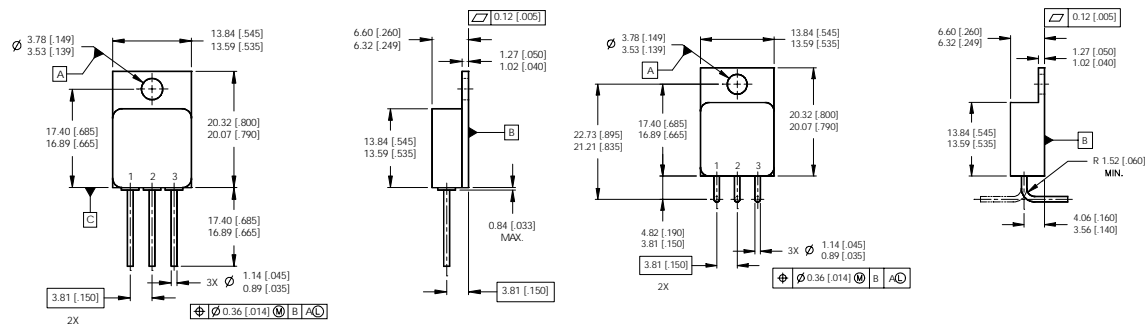 Ø 3.78 [.149]
3.53 [.139]
A
13.84 [.545]
13.59 [.535]
17.40 [.685]
16.89 [.665]
20.32 [.800]
20.07 [.790]
1 2 3
C
17.40 [.685]
16.89 [.665]
3X Ø 1.14 [.045]
0.89 [.035]
3.81 [.150]
2X
⌖ Ø 0.36 [.014] Ⓜ B A Ⓛ
6.60 [.260]
6.32 [.249]
⏥ 0.12 [.005]
1.27 [.050]
1.02 [.040]
13.84 [.545]
13.59 [.535]
B
0.84 [.033]
MAX.
3.81 [.150]
Ø 3.78 [.149]
3.53 [.139]
A
13.84 [.545]
13.59 [.535]
22.73 [.895]
21.21 [.835]
17.40 [.685]
16.89 [.665]
20.32 [.800]
20.07 [.790]
1 2 3
4.82 [.190]
3.81 [.150]
3X Ø 1.14 [.045]
0.89 [.035]
3.81 [.150]
2X
⌖ Ø 0.36 [.014] Ⓜ B A Ⓛ
6.60 [.260]
6.32 [.249]
⏥ 0.12 [.005]
1.27 [.050]
1.02 [.040]
13.84 [.545]
13.59 [.535]
B
R 1.52 [.060]
MIN.
4.06 [.160]
3.56 [.140]